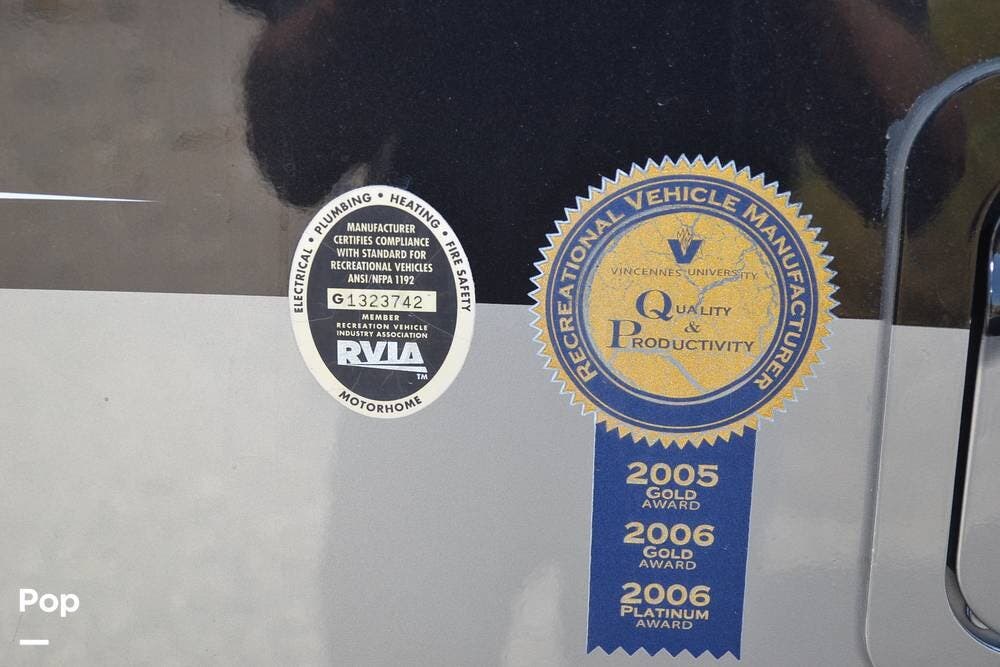 ELECTRICAL • PLUMBING • HEATING • FIRE SAFETY
MANUFACTURER
CERTIFIES COMPLIANCE
WITH STANDARD FOR
RECREATIONAL VEHICLES
ANSI/NFPA 1192
G1323742
MEMBER
RECREATION VEHICLE
INDUSTRY ASSOCIATION
RVIA
TM
MOTORHOME
RECREATIONAL VEHICLE MANUFACTURER
V
VINCENNES UNIVERSITY
QUALITY
&
PRODUCTIVITY
2005
GOLD
AWARD
2006
GOLD
AWARD
2006
PLATINUM
AWARD
Pop